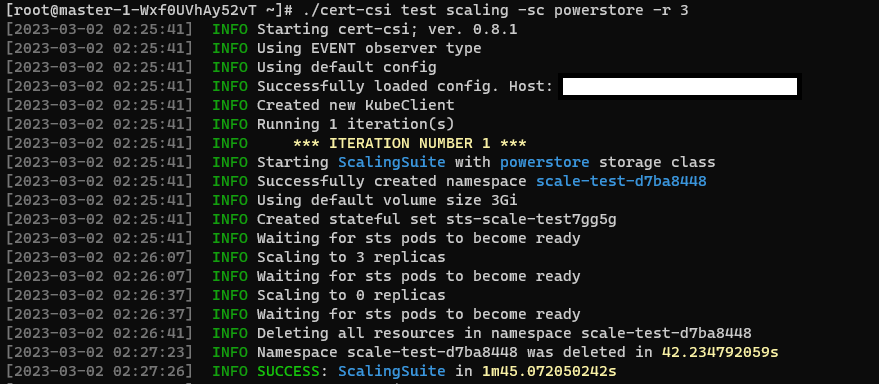 [root@master-1-Wxf0UVhAy52vT ~]# ./cert-csi test scaling -sc powerstore -r 3
[2023-03-02 02:25:41]  INFO Starting cert-csi; ver. 0.8.1
[2023-03-02 02:25:41]  INFO Using EVENT observer type
[2023-03-02 02:25:41]  INFO Using default config
[2023-03-02 02:25:41]  INFO Successfully loaded config. Host:
[2023-03-02 02:25:41]  INFO Created new KubeClient
[2023-03-02 02:25:41]  INFO Running 1 iteration(s)
[2023-03-02 02:25:41]  INFO     *** ITERATION NUMBER 1 ***
[2023-03-02 02:25:41]  INFO Starting ScalingSuite with powerstore storage class
[2023-03-02 02:25:41]  INFO Successfully created namespace scale-test-d7ba8448
[2023-03-02 02:25:41]  INFO Using default volume size 3Gi
[2023-03-02 02:25:41]  INFO Created stateful set sts-scale-test7gg5g
[2023-03-02 02:25:41]  INFO Waiting for sts pods to become ready
[2023-03-02 02:26:07]  INFO Scaling to 3 replicas
[2023-03-02 02:26:07]  INFO Waiting for sts pods to become ready
[2023-03-02 02:26:37]  INFO Scaling to 0 replicas
[2023-03-02 02:26:37]  INFO Waiting for sts pods to become ready
[2023-03-02 02:26:41]  INFO Deleting all resources in namespace scale-test-d7ba8448
[2023-03-02 02:27:23]  INFO Namespace scale-test-d7ba8448 was deleted in 42.234792059s
[2023-03-02 02:27:26]  INFO SUCCESS: ScalingSuite in 1m45.072050242s